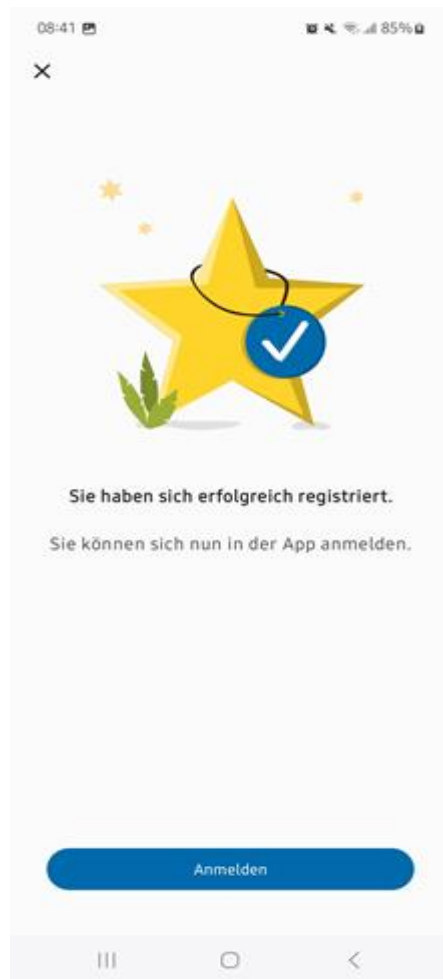 08:41 85%
Sie haben sich erfolgreich registriert.
Sie können sich nun in der App anmelden.
Anmelden